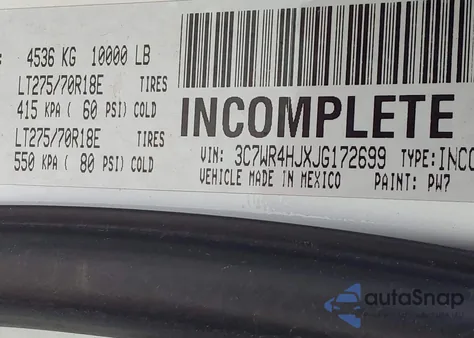 : 4536 KG 10000 LB
LT275/70R18E TIRES
415 KPA ( 60 PSI) COLD
LT275/70R18E TIRES
550 KPA ( 80 PSI) COLD
INCOMPLETE
VIN: 3C7WR4HJXJG172699 TYPE: INCO
VEHICLE MADE IN MEXICO PAINT: PW7
autoSnap